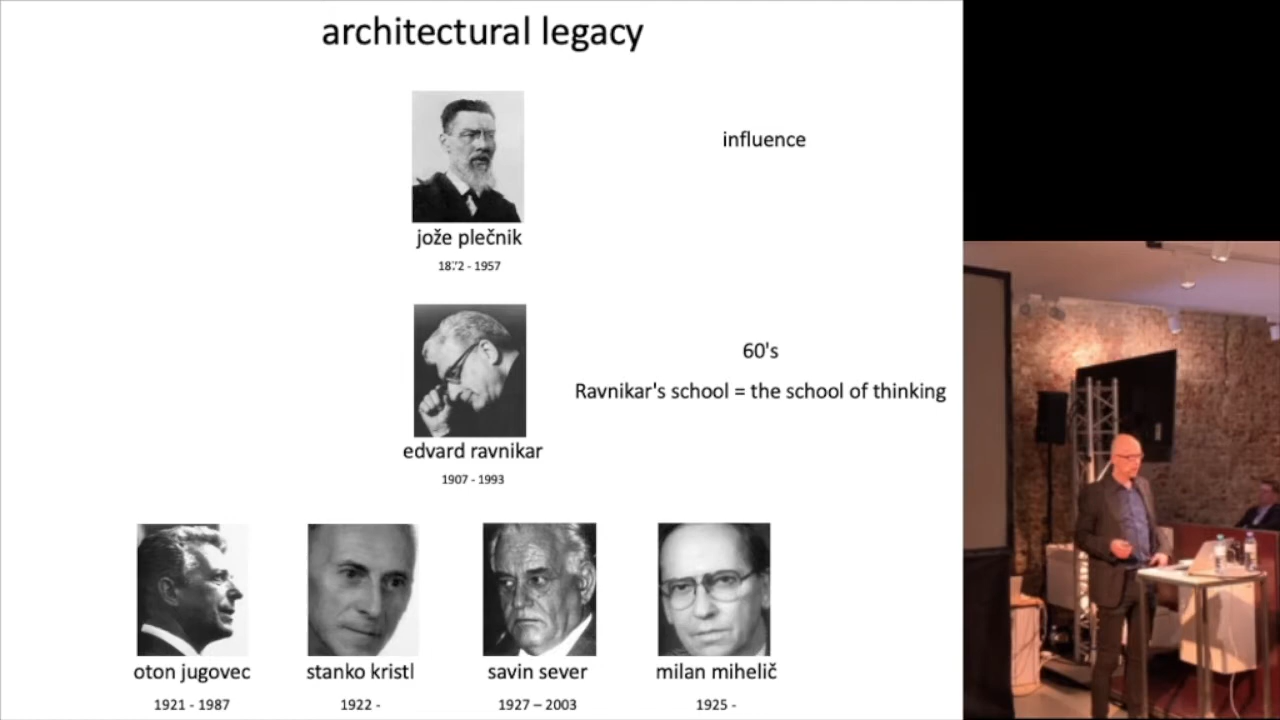 architectural legacy
influence
jože plečnik
1872 - 1957
60's
Ravnikar's school = the school of thinking
edvard ravnikar
1907 - 1993
oton jugovec
stanko kristl
savin sever
milan mihelič
1921 - 1987
1922 -
1927 – 2003
1925 -